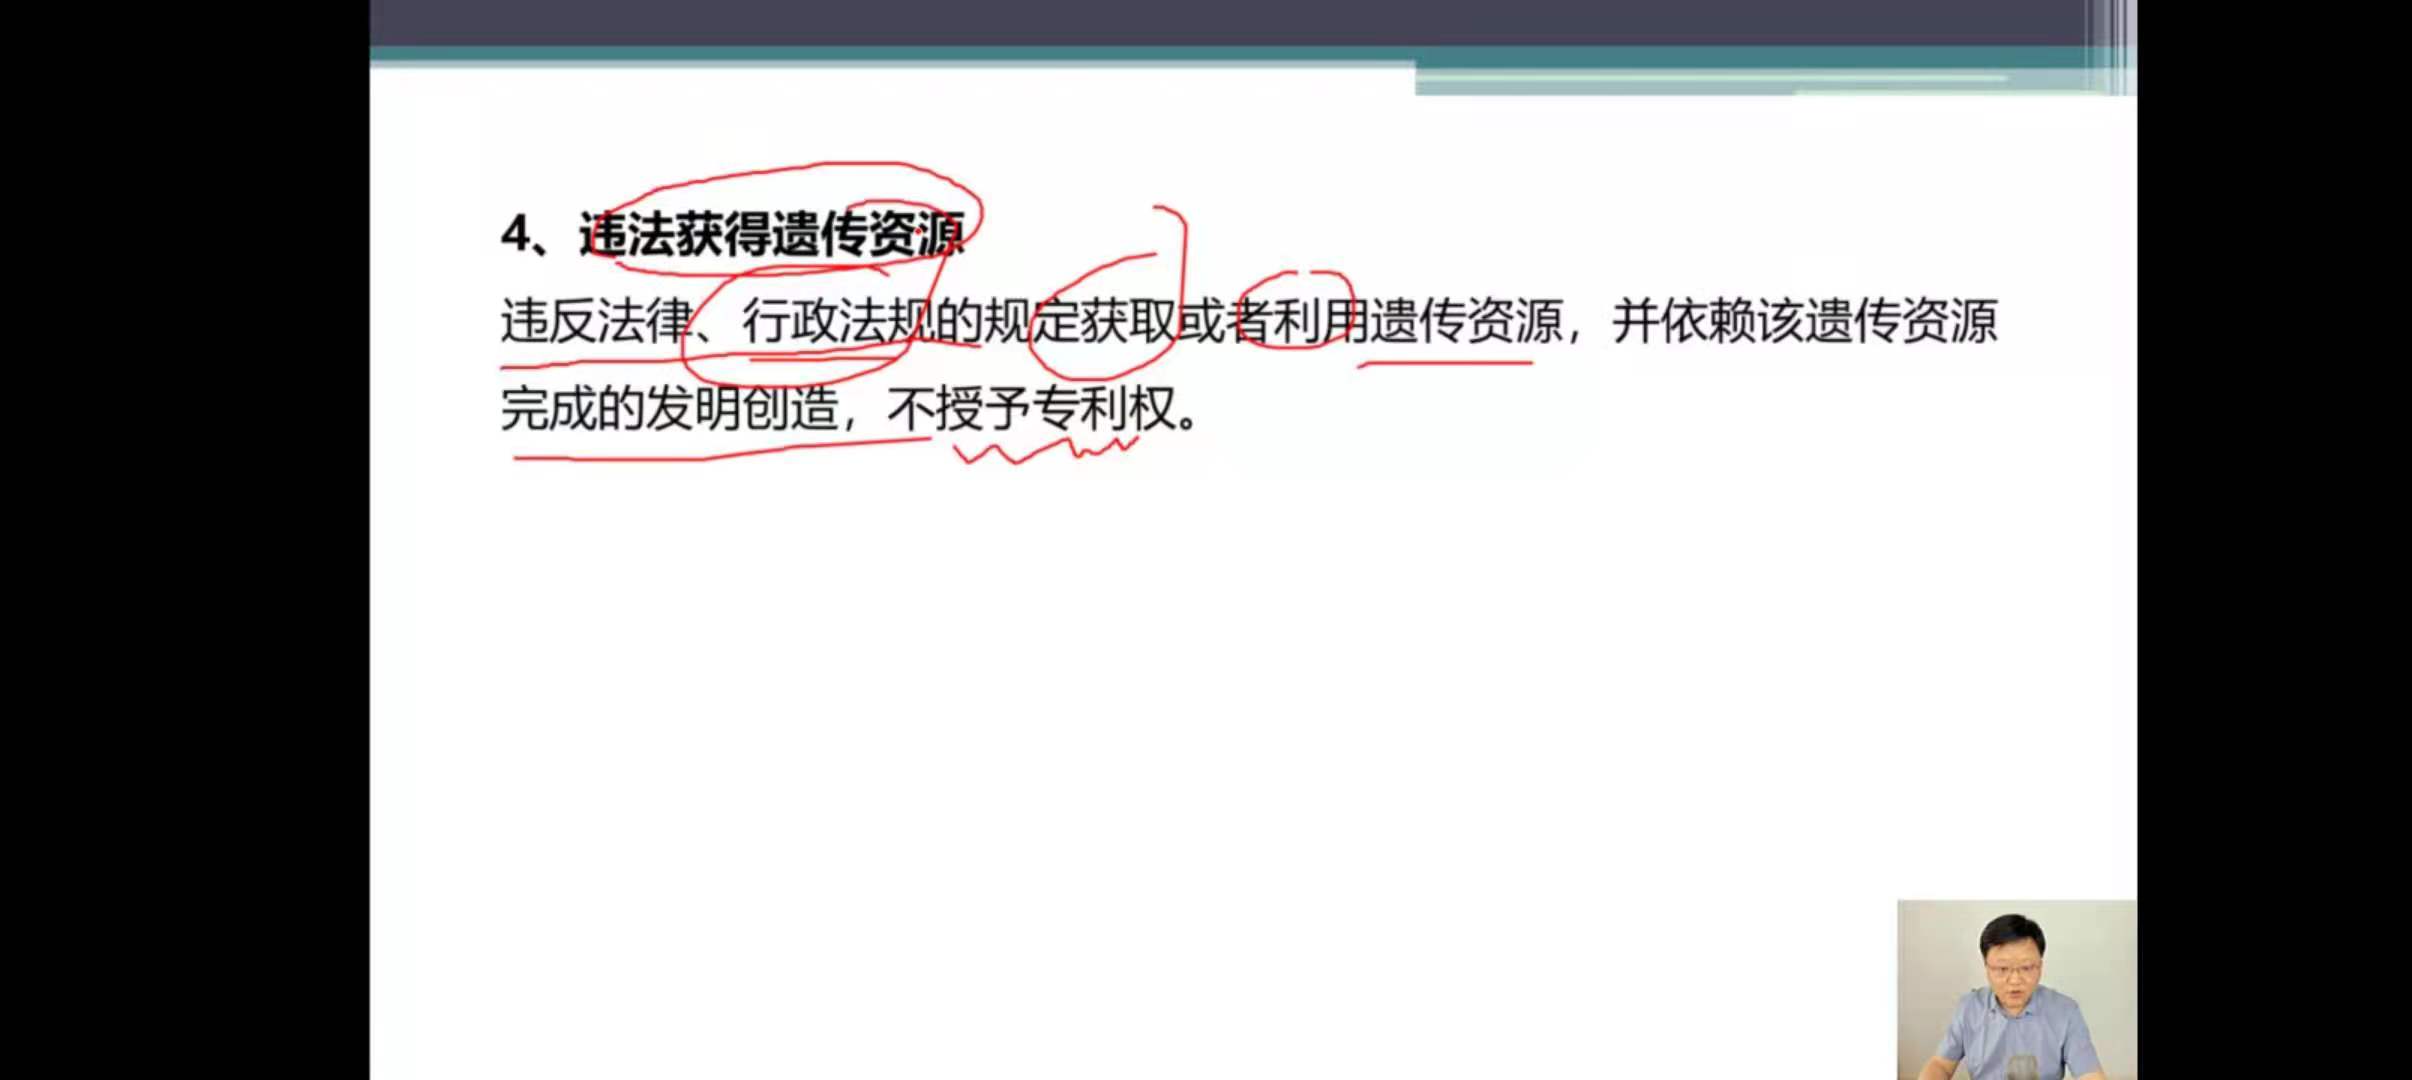 4、违法获得遗传资源
违反法律、行政法规的规定获取或者利用遗传资源，并依赖该遗传资源
完成的发明创造，不授予专利权。